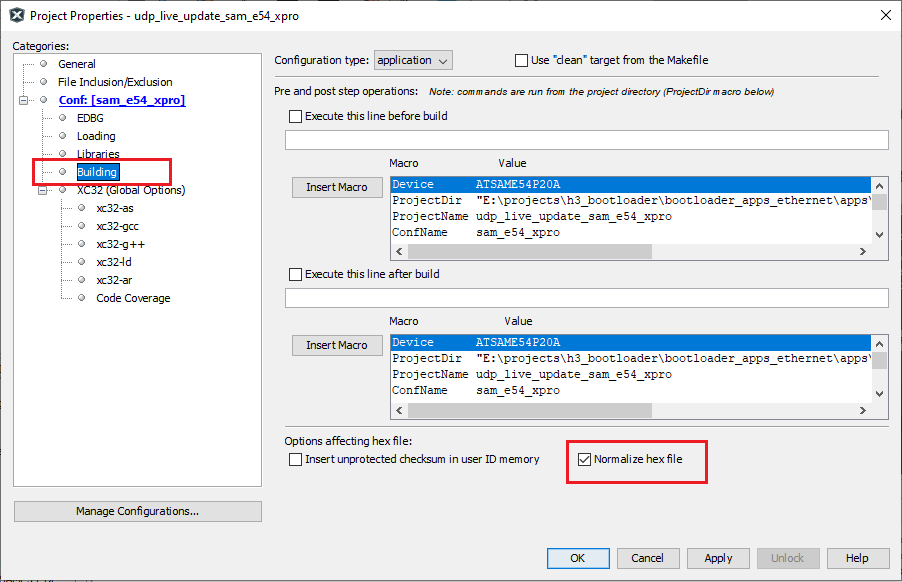 Project Properties - udp_live_update_sam_e54_xpro
Categories:
General
File Inclusion/Exclusion
Conf: [sam_e54_xpro]
EDBG
Loading
Libraries
Building
XC32 (Global Options)
xc32-as
xc32-gcc
xc32-g++
xc32-ld
xc32-ar
Code Coverage
Manage Configurations...
Configuration type: application
Use "clean" target from the Makefile
Pre and post step operations: Note: commands are run from the project directory (ProjectDir macro below)
Execute this line before build
Macro Value
Insert Macro
Device ATSAME54P20A
ProjectDir "E:\projects\h3_bootloader\bootloader_apps_ethernet\apps\
ProjectName udp_live_update_sam_e54_xpro
ConfName sam_e54_xpro
Execute this line after build
Macro Value
Insert Macro
Device ATSAME54P20A
ProjectDir "E:\projects\h3_bootloader\bootloader_apps_ethernet\apps\
ProjectName udp_live_update_sam_e54_xpro
ConfName sam_e54_xpro
Options affecting hex file:
Insert unprotected checksum in user ID memory
Normalize hex file
OK Cancel Apply Unlock Help